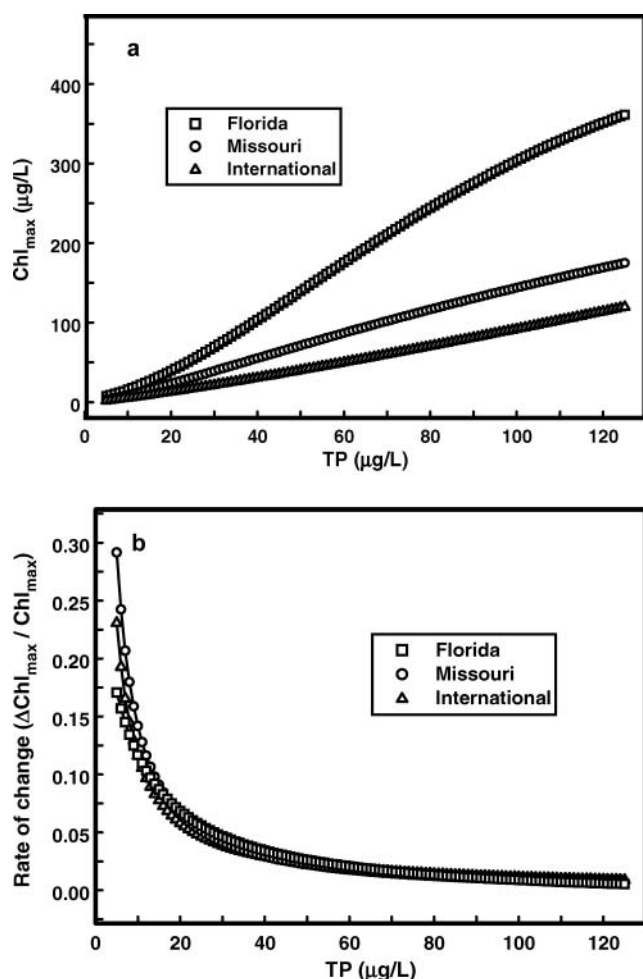 a
400
300
200
100
0
Chlmax (μg/L)
Florida
Missouri
International
0 20 40 60 80 100 120
TP (μg/L)
b
0.30
0.25
0.20
0.15
0.10
0.05
0.00
Rate of change (ΔChlmax / Chlmax)
Florida
Missouri
International
0 20 40 60 80 100 120
TP (μg/L)